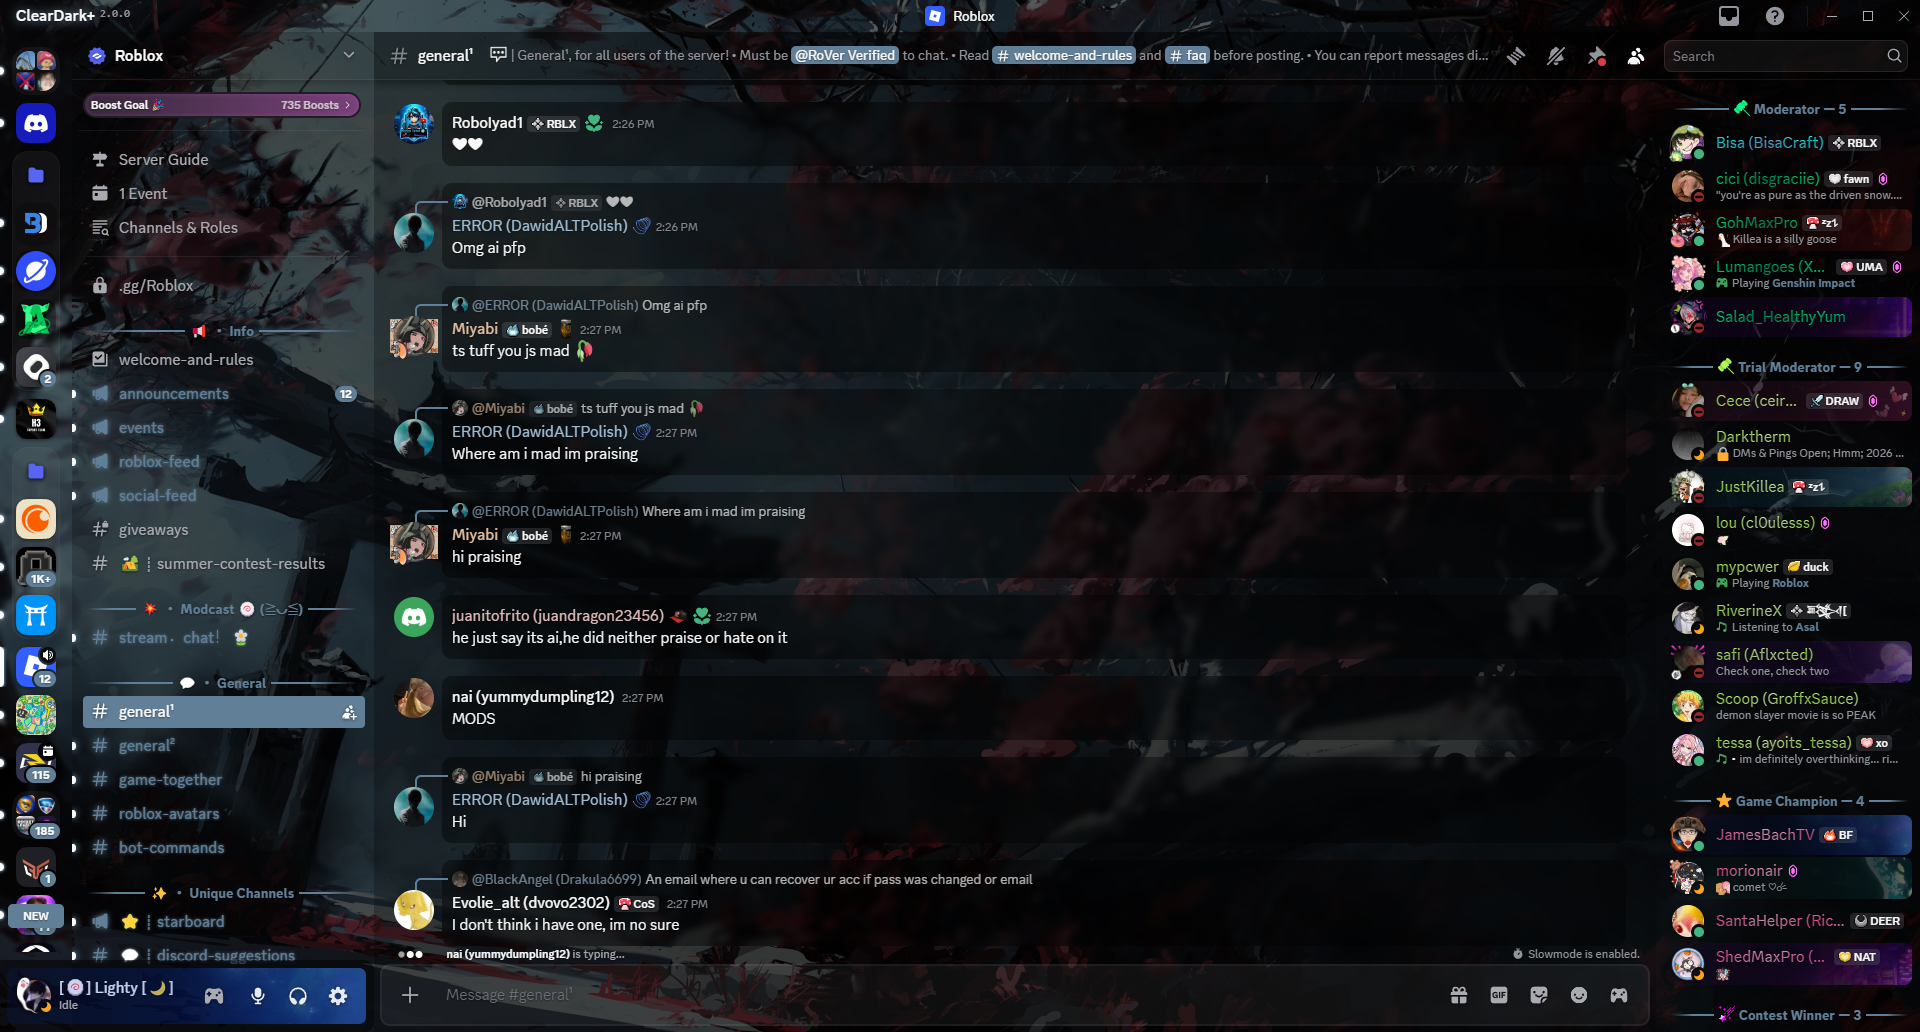 ClearDark+ 2.0.0
Roblox
Roblox
general¹
| General¹, for all users of the server! • Must be @RoVer Verified to chat. • Read # welcome-and-rules and # faq before posting. • You can report messages di...
Search
Boost Goal
735 Boosts
Server Guide
1 Event
Channels & Roles
.gg/Roblox
• Info
welcome-and-rules
announcements
12
events
roblox-feed
social-feed
giveaways
summer-contest-results
• Modcast (≧◡≦)
stream · chat!
• General
general¹
general²
game-together
roblox-avatars
bot-commands
• Unique Channels
starboard
discord-suggestions
2
K3
1K+
12
115
185
1
NEW
[🍥] Lighty [🌙]
Idle
Robolyad1 RBLX 2:26 PM
🤍🤍
@Robolyad1 RBLX 🤍🤍
ERROR (DawidALTPolish) 2:26 PM
Omg ai pfp
@ERROR (DawidALTPolish) Omg ai pfp
Miyabi bobé 2:27 PM
ts tuff you js mad 🥀
@Miyabi bobé ts tuff you js mad 🥀
ERROR (DawidALTPolish) 2:27 PM
Where am i mad im praising
@ERROR (DawidALTPolish) Where am i mad im praising
Miyabi bobé 2:27 PM
hi praising
juanitofrito (juandragon23456) 2:27 PM
he just say its ai,he did neither praise or hate on it
nai (yummydumpling12) 2:27 PM
MODS
@Miyabi bobé hi praising
ERROR (DawidALTPolish) 2:27 PM
Hi
@BlackAngel (Drakula6699) An email where u can recover ur acc if pass was changed or email
Evolie_alt (dvovo2302) CoS 2:27 PM
I don't think i have one, im no sure
nai (yummydumpling12) is typing...
Slowmode is enabled.
Message #general¹
GIF
Moderator — 5
Bisa (BisaCraft) RBLX
cici (disgraciie) fawn
"you're as pure as the driven snow....
GohMaxPro zzz
Killea is a silly goose
Lumangoes (X... UMA
Playing Genshin Impact
Salad_HealthyYum
Trial Moderator — 9
Cece (ceir... DRAW
Darktherm
DMs & Pings Open; Hmm; 2026 ...
JustKillea zzz
lou (cl0ulesss)
mypcwer duck
Playing Roblox
RiverineX
Listening to Asal
safi (Aflxcted)
Check one, check two
Scoop (GroffxSauce)
demon slayer movie is so PEAK
tessa (ayoits_tessa) xo
• im definitely overthinking... ri...
Game Champion — 4
JamesBachTV BF
morionair
comet
SantaHelper (Ric... DEER
ShedMaxPro (... NAT
Contest Winner — 3